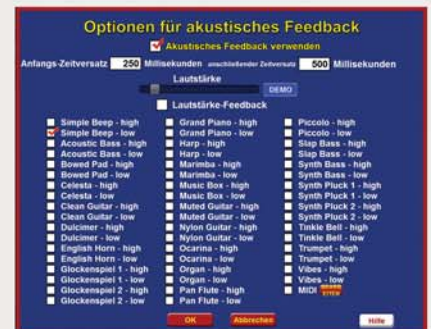 Optionen für akustisches Feedback
Akustisches Feedback verwenden
Anfangs-Zeitversatz 250 Millisekunden anschließender Zeitversatz 500 Millisekunden
Lautstärke
DEMO
Lautstärke-Feedback
Simple Beep - high
Simple Beep - low
Acoustic Bass - high
Acoustic Bass - low
Bowed Pad - high
Bowed Pad - low
Celesta - high
Celesta - low
Clean Guitar - high
Clean Guitar - low
Dulcimer - high
Dulcimer - low
English Horn - high
English Horn - low
Glockenspiel 1 - high
Glockenspiel 1 - low
Glockenspiel 2 - high
Glockenspiel 2 - low
Grand Piano - high
Grand Piano - low
Harp - high
Harp - low
Marimba - high
Marimba - low
Music Box - high
Music Box - low
Muted Guitar - high
Muted Guitar - low
Nylon Guitar - high
Nylon Guitar - low
Ocarina - high
Ocarina - low
Organ - high
Organ - low
Pan Flute - high
Pan Flute - low
Piccolo - high
Piccolo - low
Slap Bass - high
Slap Bass - low
Synth Bass - high
Synth Bass - low
Synth Pluck 1 - high
Synth Pluck 1 - low
Synth Pluck 2 - high
Synth Pluck 2 - low
Tinkle Bell - high
Tinkle Bell - low
Trumpet - high
Trumpet - low
Vibes - high
Vibes - low
MIDI
OK Abbrechen Hilfe